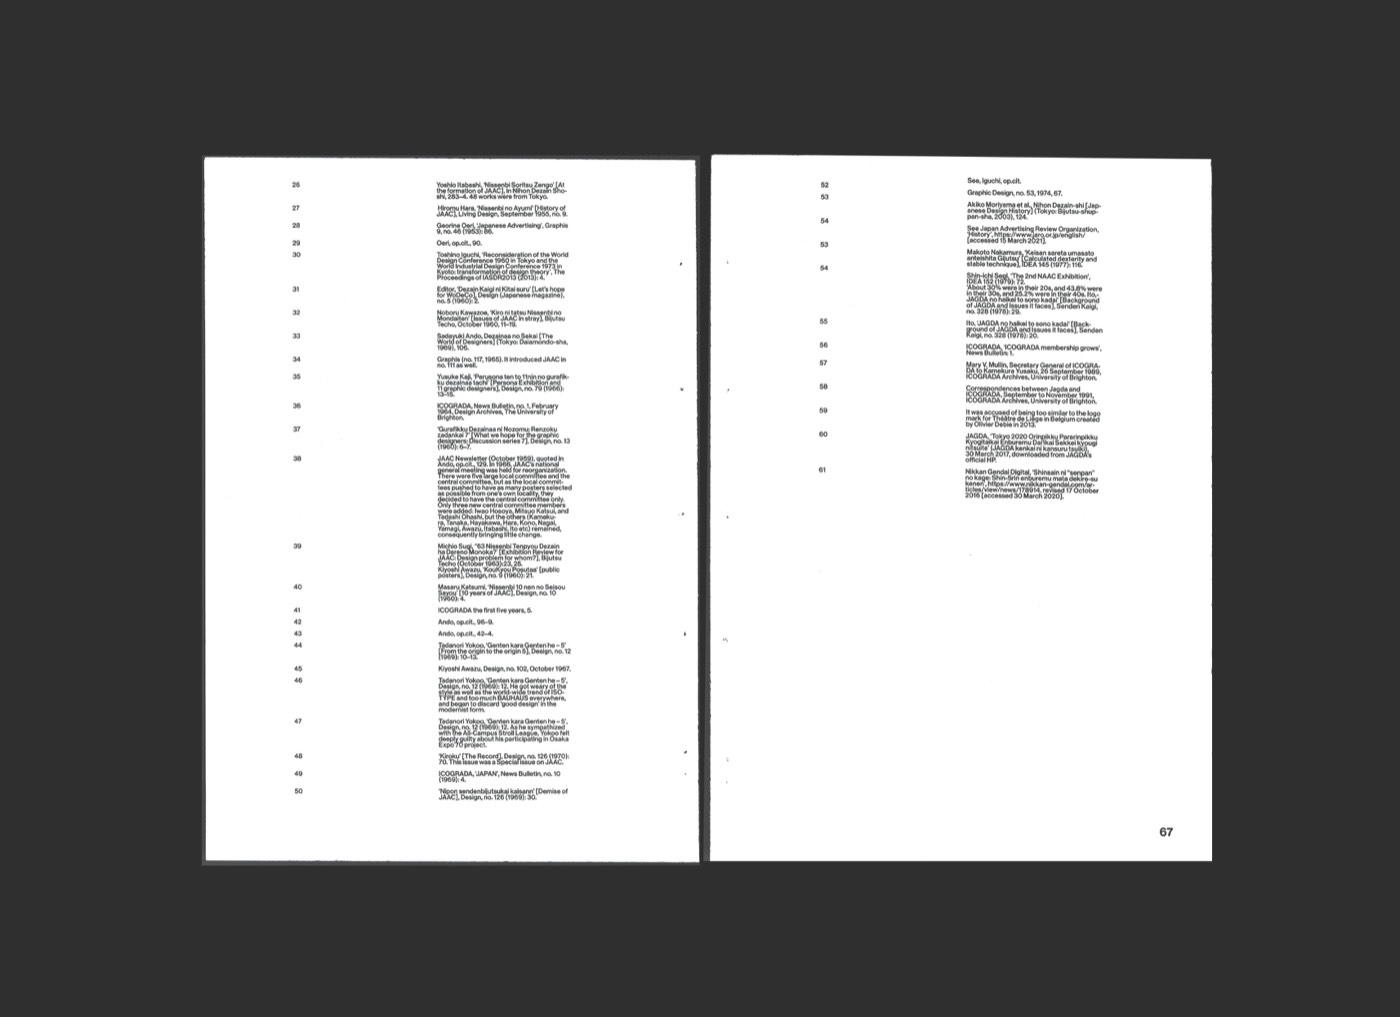 26
Yoshio Itabashi, 'Nissenbi Soritsu Zengo' [At
the formation of JAAC], in Nihon Dezain Sho-
shi, 283–4. 48 works were from Tokyo.
27
Hiromu Hara, 'Nissenbi no Ayumi' [History of
JAAC], Living Design, September 1955, no. 9.
28
Georgine Oeri, 'Japanese Advertising', Graphis
9, no. 46 (1953): 86.
29
Oeri, op.cit., 90.
30
Toshino Iguchi, 'Reconsideration of the World
Design Conference 1960 in Tokyo and the
World Industrial Design Conference 1973 in
Kyoto: transformation of design theory', The
Proceedings of IASDR2013 (2013): 4.
31
Editor, 'Dezain Kaigi ni Kitai suru' [Let's hope
for WoDeCo], Design (Japanese magazine),
no. 5 (1960): 2.
32
Noboru Kawazoe, 'Kiro ni tatsu Nissenbi no
Mondaiten' [Issues of JAAC in stray], Bijutsu
Techo, October 1960, 11–19.
33
Sadayuki Ando, Dezainaa no Sekai [The
World of Designers] (Tokyo: Daiamondo-sha,
1969), 106.
34
Graphis (no. 117, 1965). It introduced JAAC in
no. 111 as well.
35
Yusuke Kaji, 'Perusona ten to 11nin no gurafik-
ku dezainaa tachi' [Persona Exhibition and
11 graphic designers], Design, no. 79 (1966):
13–15.
36
ICOGRADA, News Bulletin, no. 1, February
1964, Design Archives, The University of
Brighton.
37
'Gurafikku Dezainaa ni Nozomu: Renzoku
zadankai 7' [What we hope for the graphic
designers: Discussion series 7], Design, no. 13
(1960): 6–7.
38
JAAC Newsletter (October 1959), quoted in
Ando, op.cit., 129. In 1966, JAAC's national
general meeting was held for reorganization.
There were five large local committees and the
central committee, but as the local commit-
tees pushed to have as many posters selected
as possible from one's own locality, they
decided to have the central committee only.
Only three new central committee members
were added: Iwao Hosoya, Mitsuo Katsui, and
Tadashi Ohashi, but the others (Kameku-
ra, Tanaka, Hayakawa, Hara, Kono, Nagai,
Yamagi, Awazu, Itabashi, Ito etc) remained,
consequently bringing little change.
39
Michio Sugi, '63 Nissenbi Tenpyou Dezain
ha Dareno Monoka?' [Exhibition Review for
JAAC: Design problem for whom?], Bijutsu
Techo (October 1963):23, 25.
Kiyoshi Awazu, 'Koukyou Posutaa' [public
posters], Design, no. 9 (1960): 21.
40
Masaru Katsumi, 'Nissenbi 10 nen no Seisou
Sayou' [10 years of JAAC], Design, no. 10
(1960): 4.
41
ICOGRADA the first five years, 5.
42
Ando, op.cit., 96–9.
43
Ando, op.cit., 42–4.
44
Tadanori Yokoo, 'Genten kara Genten he – 5'
[From the origin to the origin 5], Design, no. 12
(1969): 10–13.
45
Kiyoshi Awazu, Design, no. 102, October 1967.
46
Tadanori Yokoo, 'Genten kara Genten he – 5',
Design, no. 12 (1969): 12. He got weary of the
style as well as the world-wide trend of ISO-
TYPE and too much BAUHAUS everywhere,
and began to discard 'good design' in the
modernist form.
47
Tadanori Yokoo, 'Genten kara Genten he – 5',
Design, no. 12 (1969): 12. As he sympathized
with the All-Campus Stroll League, Yokoo felt
deeply guilty about his participating in Osaka
Expo'70 project.
48
'Kiroku' [The Record], Design, no. 126 (1970):
70. This issue was a Special issue on JAAC.
49
ICOGRADA, 'JAPAN', News Bulletin, no. 10
(1969): 4.
50
'Nipon sendenbijutsukai kaisann' [Demise of
JAAC], Design, no. 126 (1969): 30.
52
See, Iguchi, op.cit.
53
Graphic Design, no. 53, 1974, 67.
Akiko Moriyama et al., Nihon Dezain-shi [Jap-
anese Design History] (Tokyo: Bijutsu-shup-
pan-sha, 2003), 124.
54
See Japan Advertising Review Organization,
'History', https://www.jaro.or.jp/english/
[accessed 15 March 2021].
53
Makoto Nakamura, 'Keisan sareta umasato
anteishita Gijutsu' [Calculated dexterity and
stable technique], IDEA 145 (1977): 116.
54
Shin-ichi Segi, 'The 2nd NAAC Exhibition',
IDEA 152 (1979): 72.
'About 30% were in their 20s, and 43.8% were
in their 30s, and 25.2% were in their 40s. Ito,
JAGDA no haikei to sono kadai' [Background
of JAGDA and issues it faces], Senden Kaigi,
no. 328 (1978): 29.
55
Ito, 'JAGDA no haikei to sono kadai' [Back-
ground of JAGDA and issues it faces], Senden
Kaigi, no. 328 (1978): 20.
56
ICOGRADA, 'ICOGRADA membership grows',
News Bulletin: 1.
57
Mary V. Mullin, Secretary General of ICOGRA-
DA to Kamekura Yusaku, 26 September 1989,
ICOGRADA Archives, University of Brighton.
58
Correspondences between Jagda and
ICOGRADA, September to November 1991,
ICOGRADA Archives, University of Brighton.
59
It was accused of being too similar to the logo
mark for Théâtre de Liège in Belgium created
by Olivier Debie in 2013.
60
JAGDA, 'Tokyo 2020 Orinpikku Pararinpikku
Kyogitaikai Enburemu Dai1kai Sekkei kyougi
nitsuite' [JAGDA kenkai ni kansuru tsuiki],
30 March 2017, downloaded from JAGDA's
official HP.
61
Nikkan Gendai Digital, 'Shinsain ni "senpan"
no kage: Shin-Gorin enburemu mata dekire-su
kanen', https://www.nikkan-gendai.com/ar-
ticles/view/news/178914, revised 17 October
2016 [accessed 30 March 2020].
67